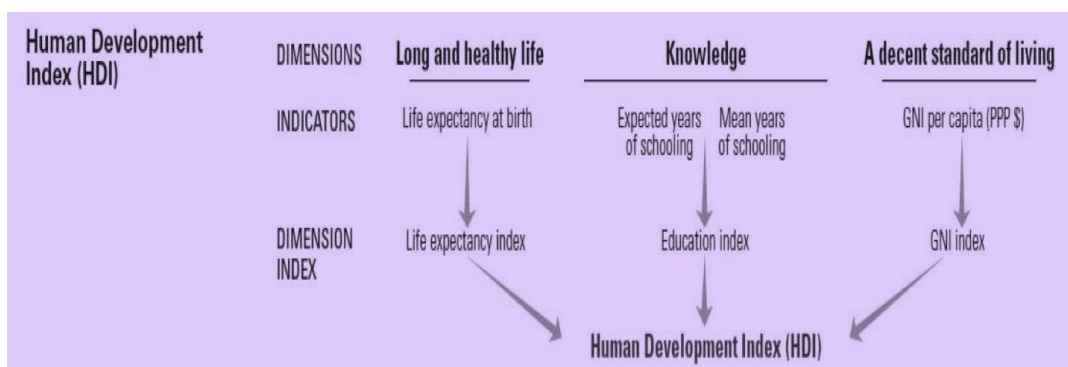 Human Development
Index (HDI)
DIMENSIONS
Long and healthy life
Knowledge
A decent standard of living
INDICATORS
Life expectancy at birth
Expected years
of schooling
Mean years
of schooling
GNI per capita (PPP $)
DIMENSION
INDEX
Life expectancy index
Education index
GNI index
Human Development Index (HDI)